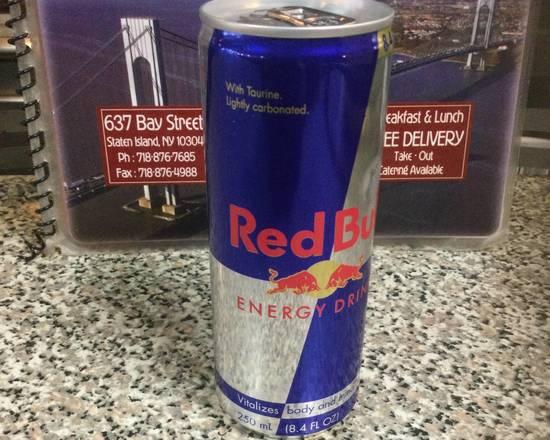 637 Bay Street
Staten Island, NY 10304
Ph : 718-876-7685
Fax : 718-876-4988
eakfast & Lunch
EE DELIVERY
Take - Out
Catering Available
With Taurine.
Lightly carbonated.
Red Bu
ENERGY DRIN
Vitalizes body and
250 mL (8.4 FL OZ)